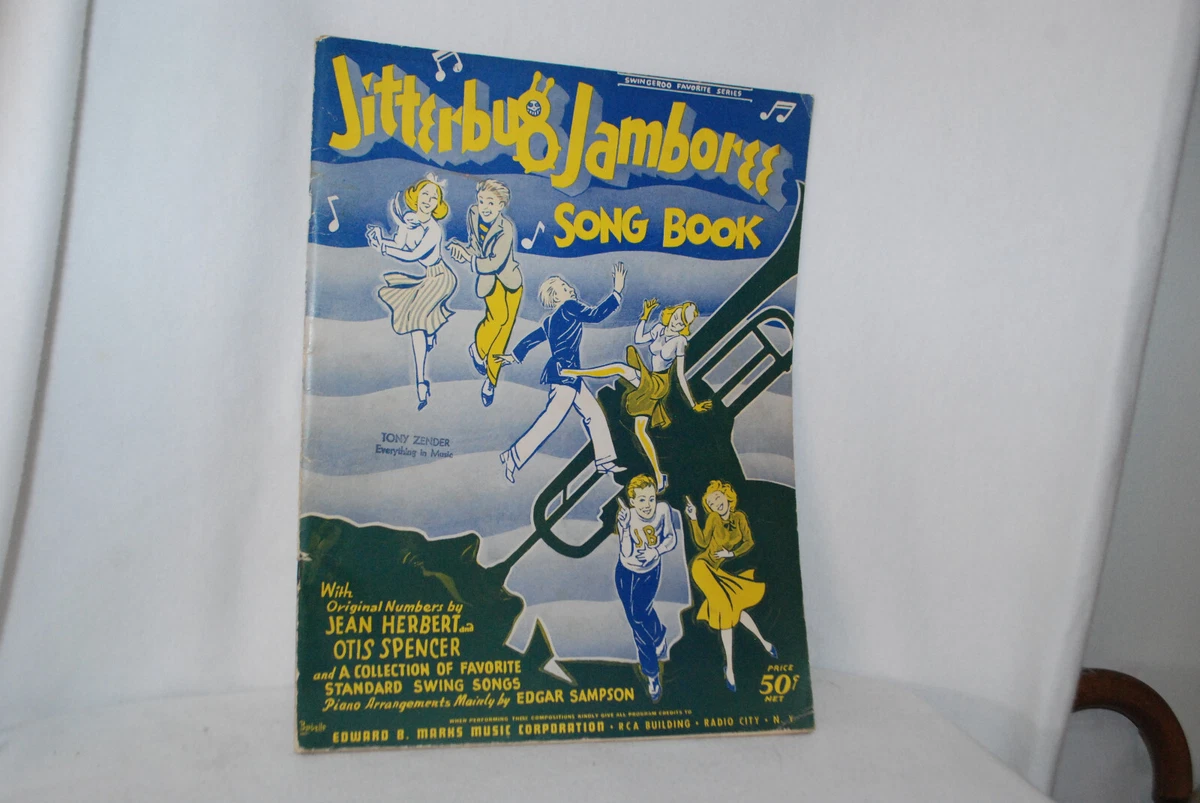 SWINGEROO FAVORITE SERIES
Jitterbug Jamboree
SONG BOOK
TONY ZENDER
Everything in Music
JB
With
Original Numbers by
JEAN HERBERT and
OTIS SPENCER
and A COLLECTION OF FAVORITE
STANDARD SWING SONGS
Piano Arrangements Mainly by EDGAR SAMPSON
PRICE
50¢
NET
WHEN PERFORMING THESE COMPOSITIONS KINDLY GIVE ALL PROGRAM CREDITS TO
EDWARD B. MARKS MUSIC CORPORATION · RCA BUILDING · RADIO CITY · N. Y.